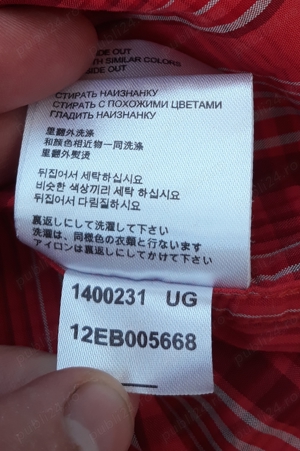 SIDE OUT
TH SIMILAR COLORS
SIDE OUT
СТИРАТЬ НАИЗНАНКУ
СТИРАТЬ С ПОХОЖИМИ ЦВЕТАМИ
ГЛАДИТЬ НАИЗНАНКУ
里翻外洗涤
和颜色相近物一同洗涤
里翻外熨烫
뒤집어서 세탁 하십시요
비슷한 색상끼리 세탁 하십시요
뒤집어서 다림질 하십시요
裏返しにして洗濯して下さい
洗濯は、同様色の衣類と行ないます
アイロンは裏返しにしてかけて下さい
1400231 UG
12EB005668